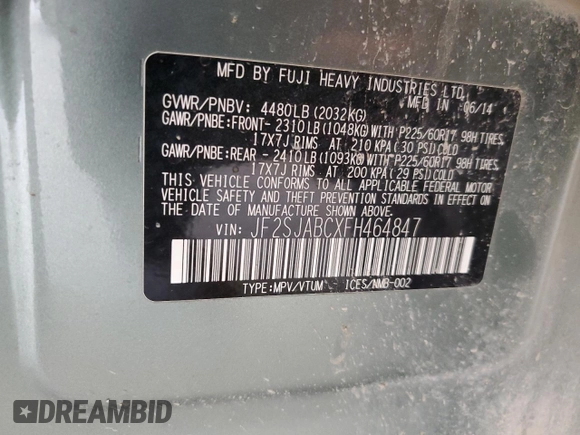 MFD BY FUJI HEAVY INDUSTRIES LTD.
MFD IN 06/14
GVWR/PNBV: 4480LB(2032KG)
GAWR/PNBE:FRONT- 2310LB(1048KG)WITH P225/60R17 98H TIRES,
17X7J RIMS AT 210 KPA(30 PSI)COLD
GAWR/PNBE:REAR - 2410LB(1093KG)WITH P225/60R17 98H TIRES,
17X7J RIMS AT 200 KPA(29 PSI)COLD
THIS VEHICLE CONFORMS TO ALL APPLICABLE FEDERAL MOTOR
VEHICLE SAFETY AND THEFT PREVENTION STANDARDS IN EFFECT ON
THE DATE OF MANUFACTURE SHOWN ABOVE.
VIN: JF2SJABCXFH464847
TYPE:MPV/VTUM ICES/NMB-002
DREAMBID